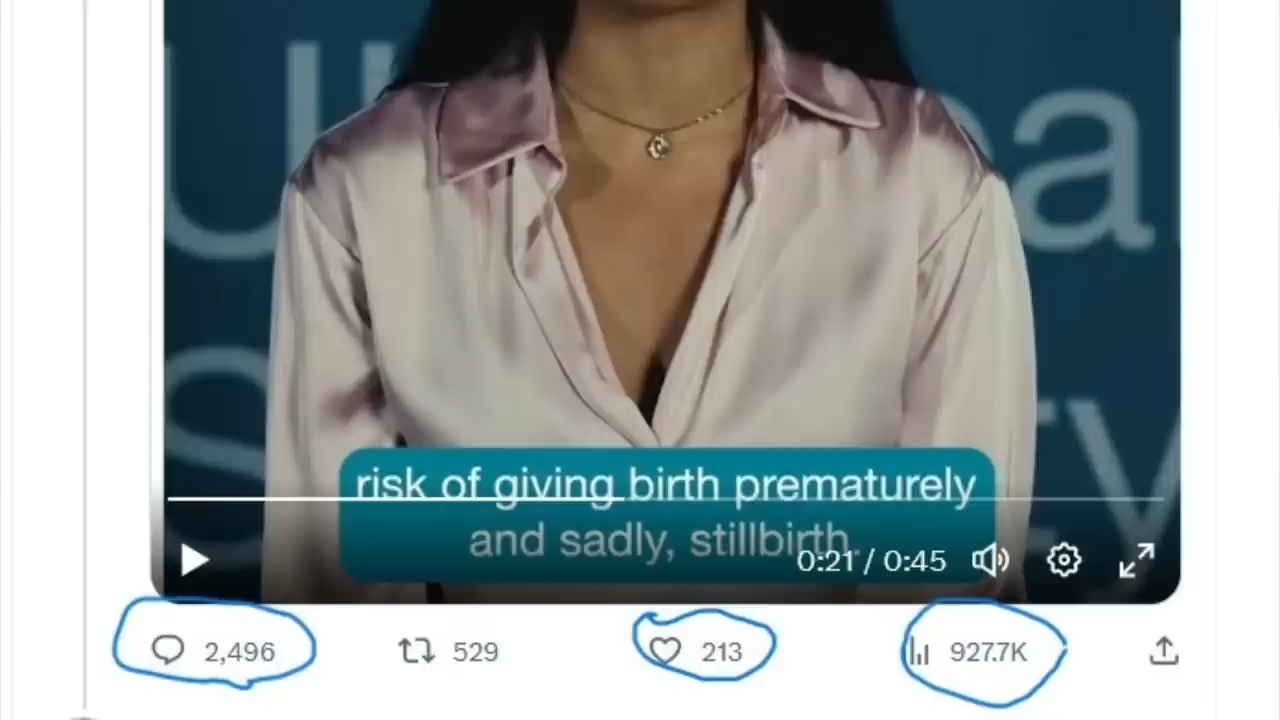 risk of giving birth prematurely
and sadly, stillbirth.
0:21 / 0:45
2,496 529 213 927.7K